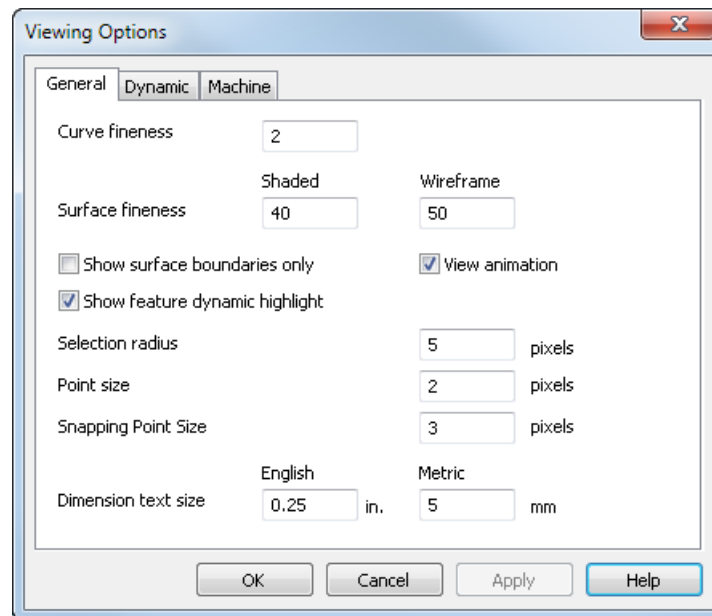 Viewing Options
General Dynamic Machine
Curve fineness 2
Shaded Wireframe
Surface fineness 40 50
Show surface boundaries only View animation
Show feature dynamic highlight
Selection radius 5 pixels
Point size 2 pixels
Snapping Point Size 3 pixels
English Metric
Dimension text size 0.25 in. 5 mm
OK Cancel Apply Help